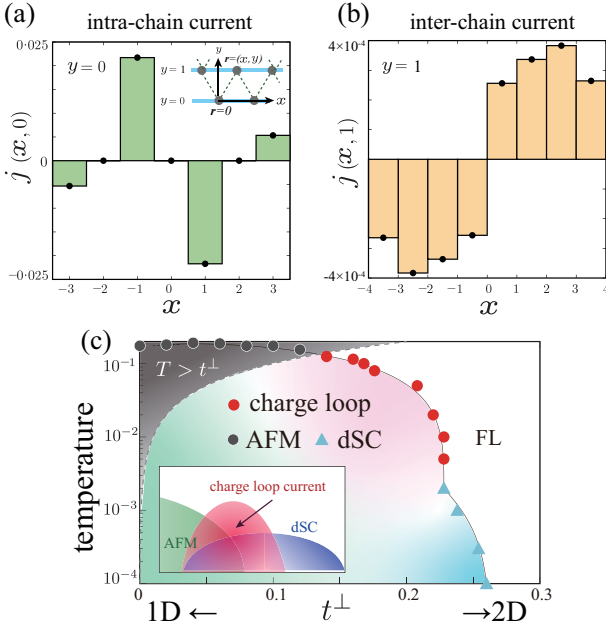 (a)
intra-chain current
0.025
0
-0.025
j (x, 0)
y=0
y
r=(x,y)
y=1
y=0
r=0
x
-3 -2 -1 0 1 2 3
x
(b)
inter-chain current
4×10⁻⁴
-4×10⁻⁴
j(x, 1)
y=1
-4 -3 -2 -1 0 1 2 3 4
x
(c)
10⁻¹
10⁻²
10⁻³
10⁻⁴
temperature
T > t⊥
charge loop
AFM
dSC
FL
charge loop current
dSC
AFM
0 0.1 0.2 0.3
1D ← t⊥ →2D